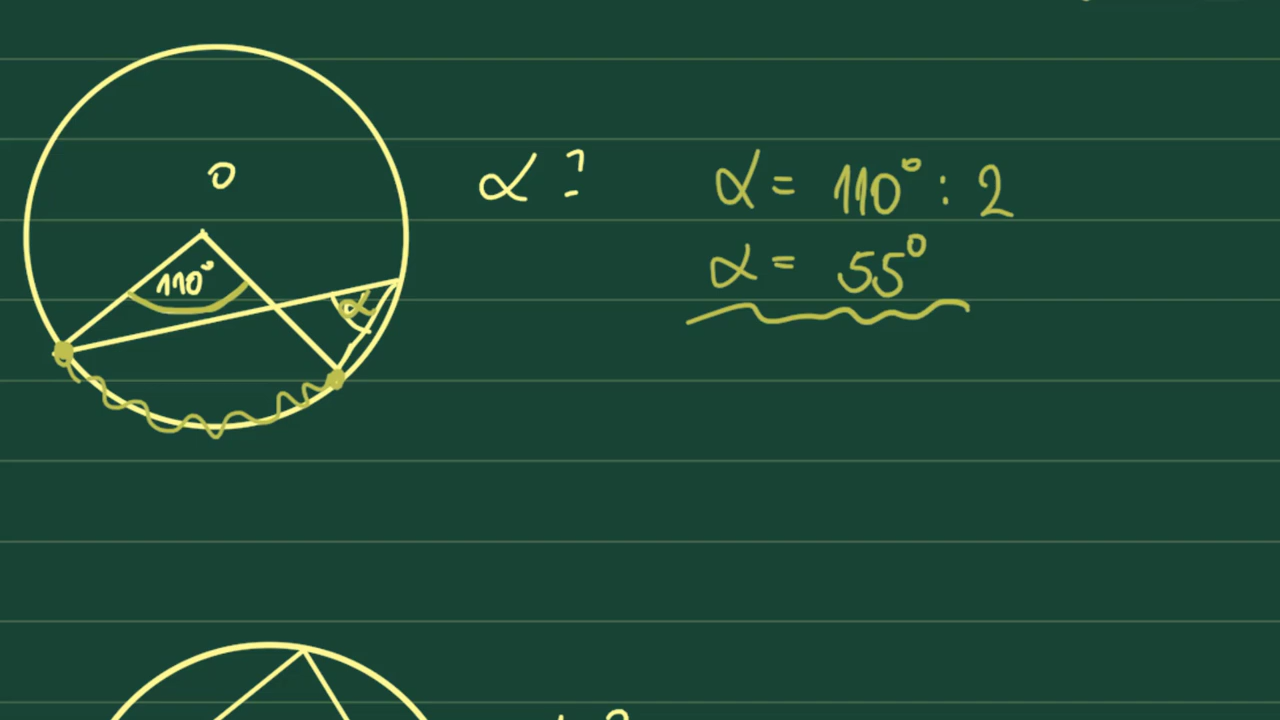 O
110°
α
α ?
α = 110° : 2
α = 55°
?